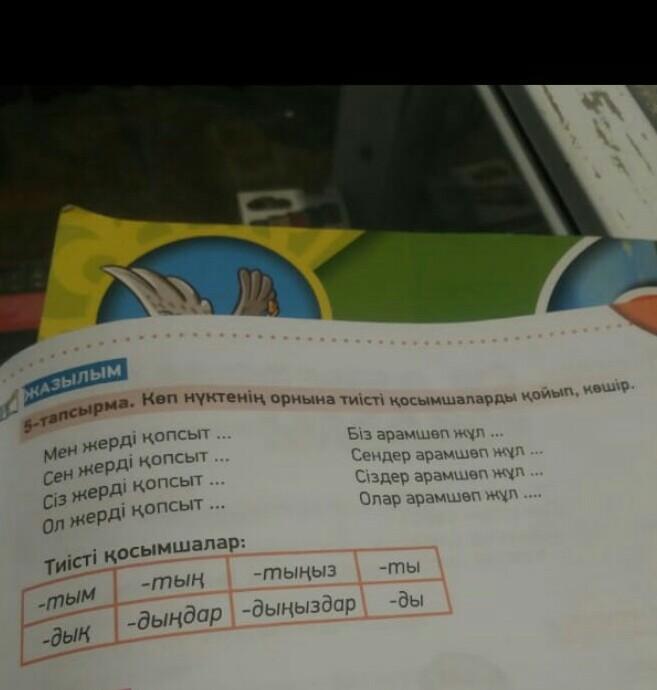 ЖАЗЫЛЫМ
5-тапсырма. Көп нүктенің орнына тиісті қосымшаларды қойып, көшір.
Мен жерді қопсыт ...
Сен жерді қопсыт ...
Сіз жерді қопсыт ...
Ол жерді қопсыт ...
Біз арамшөп жұл ...
Сендер арамшөп жұл ...
Сіздер арамшөп жұл ...
Олар арамшөп жұл ....
Тиісті қосымшалар:
-тым -тың -тыңыз -ты
-дық -дыңдар -дыңыздар -ды